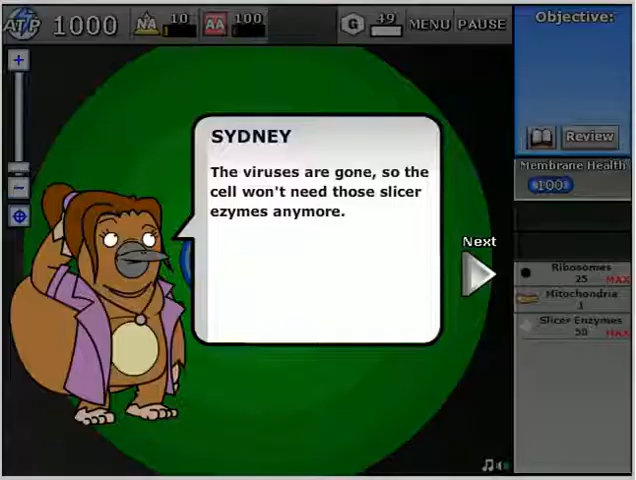 ATP 1000 NA 10 AA 100 G 49 MENU PAUSE
Objective:
Review
Membrane Health
100
SYDNEY
The viruses are gone, so the
cell won't need those slicer
ezymes anymore.
Next
Ribosomes
25 MAX
Mitochondria
1
Slicer Enzymes
50 MAX